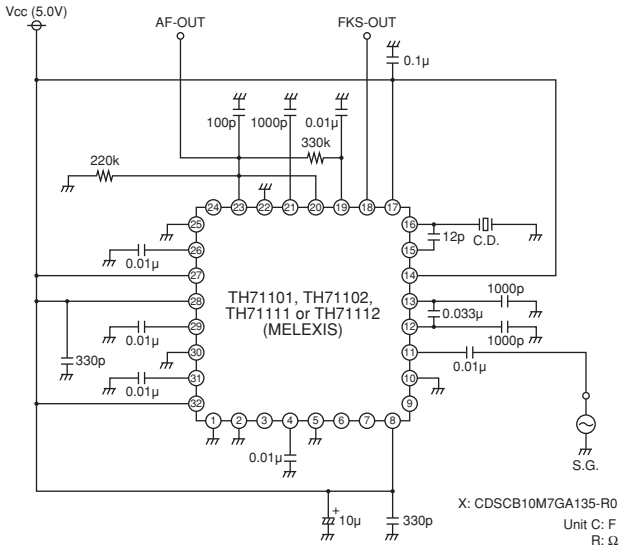 Vcc (5.0V)
AF-OUT
FKS-OUT
0.1µ
100p
1000p
0.01µ
330k
220k
24
23
22
21
20
19
18
17
25
16
12p
C.D.
26
0.01µ
15
27
14
TH71101, TH71102,
TH71111 or TH71112
(MELEXIS)
28
13
1000p
0.033µ
29
0.01µ
12
1000p
330p
30
11
0.01µ
31
0.01µ
10
32
9
1
2
3
4
5
6
7
8
0.01µ
S.G.
+
10µ
330p
X: CDSCB10M7GA135-R0
Unit C: F
R: Ω